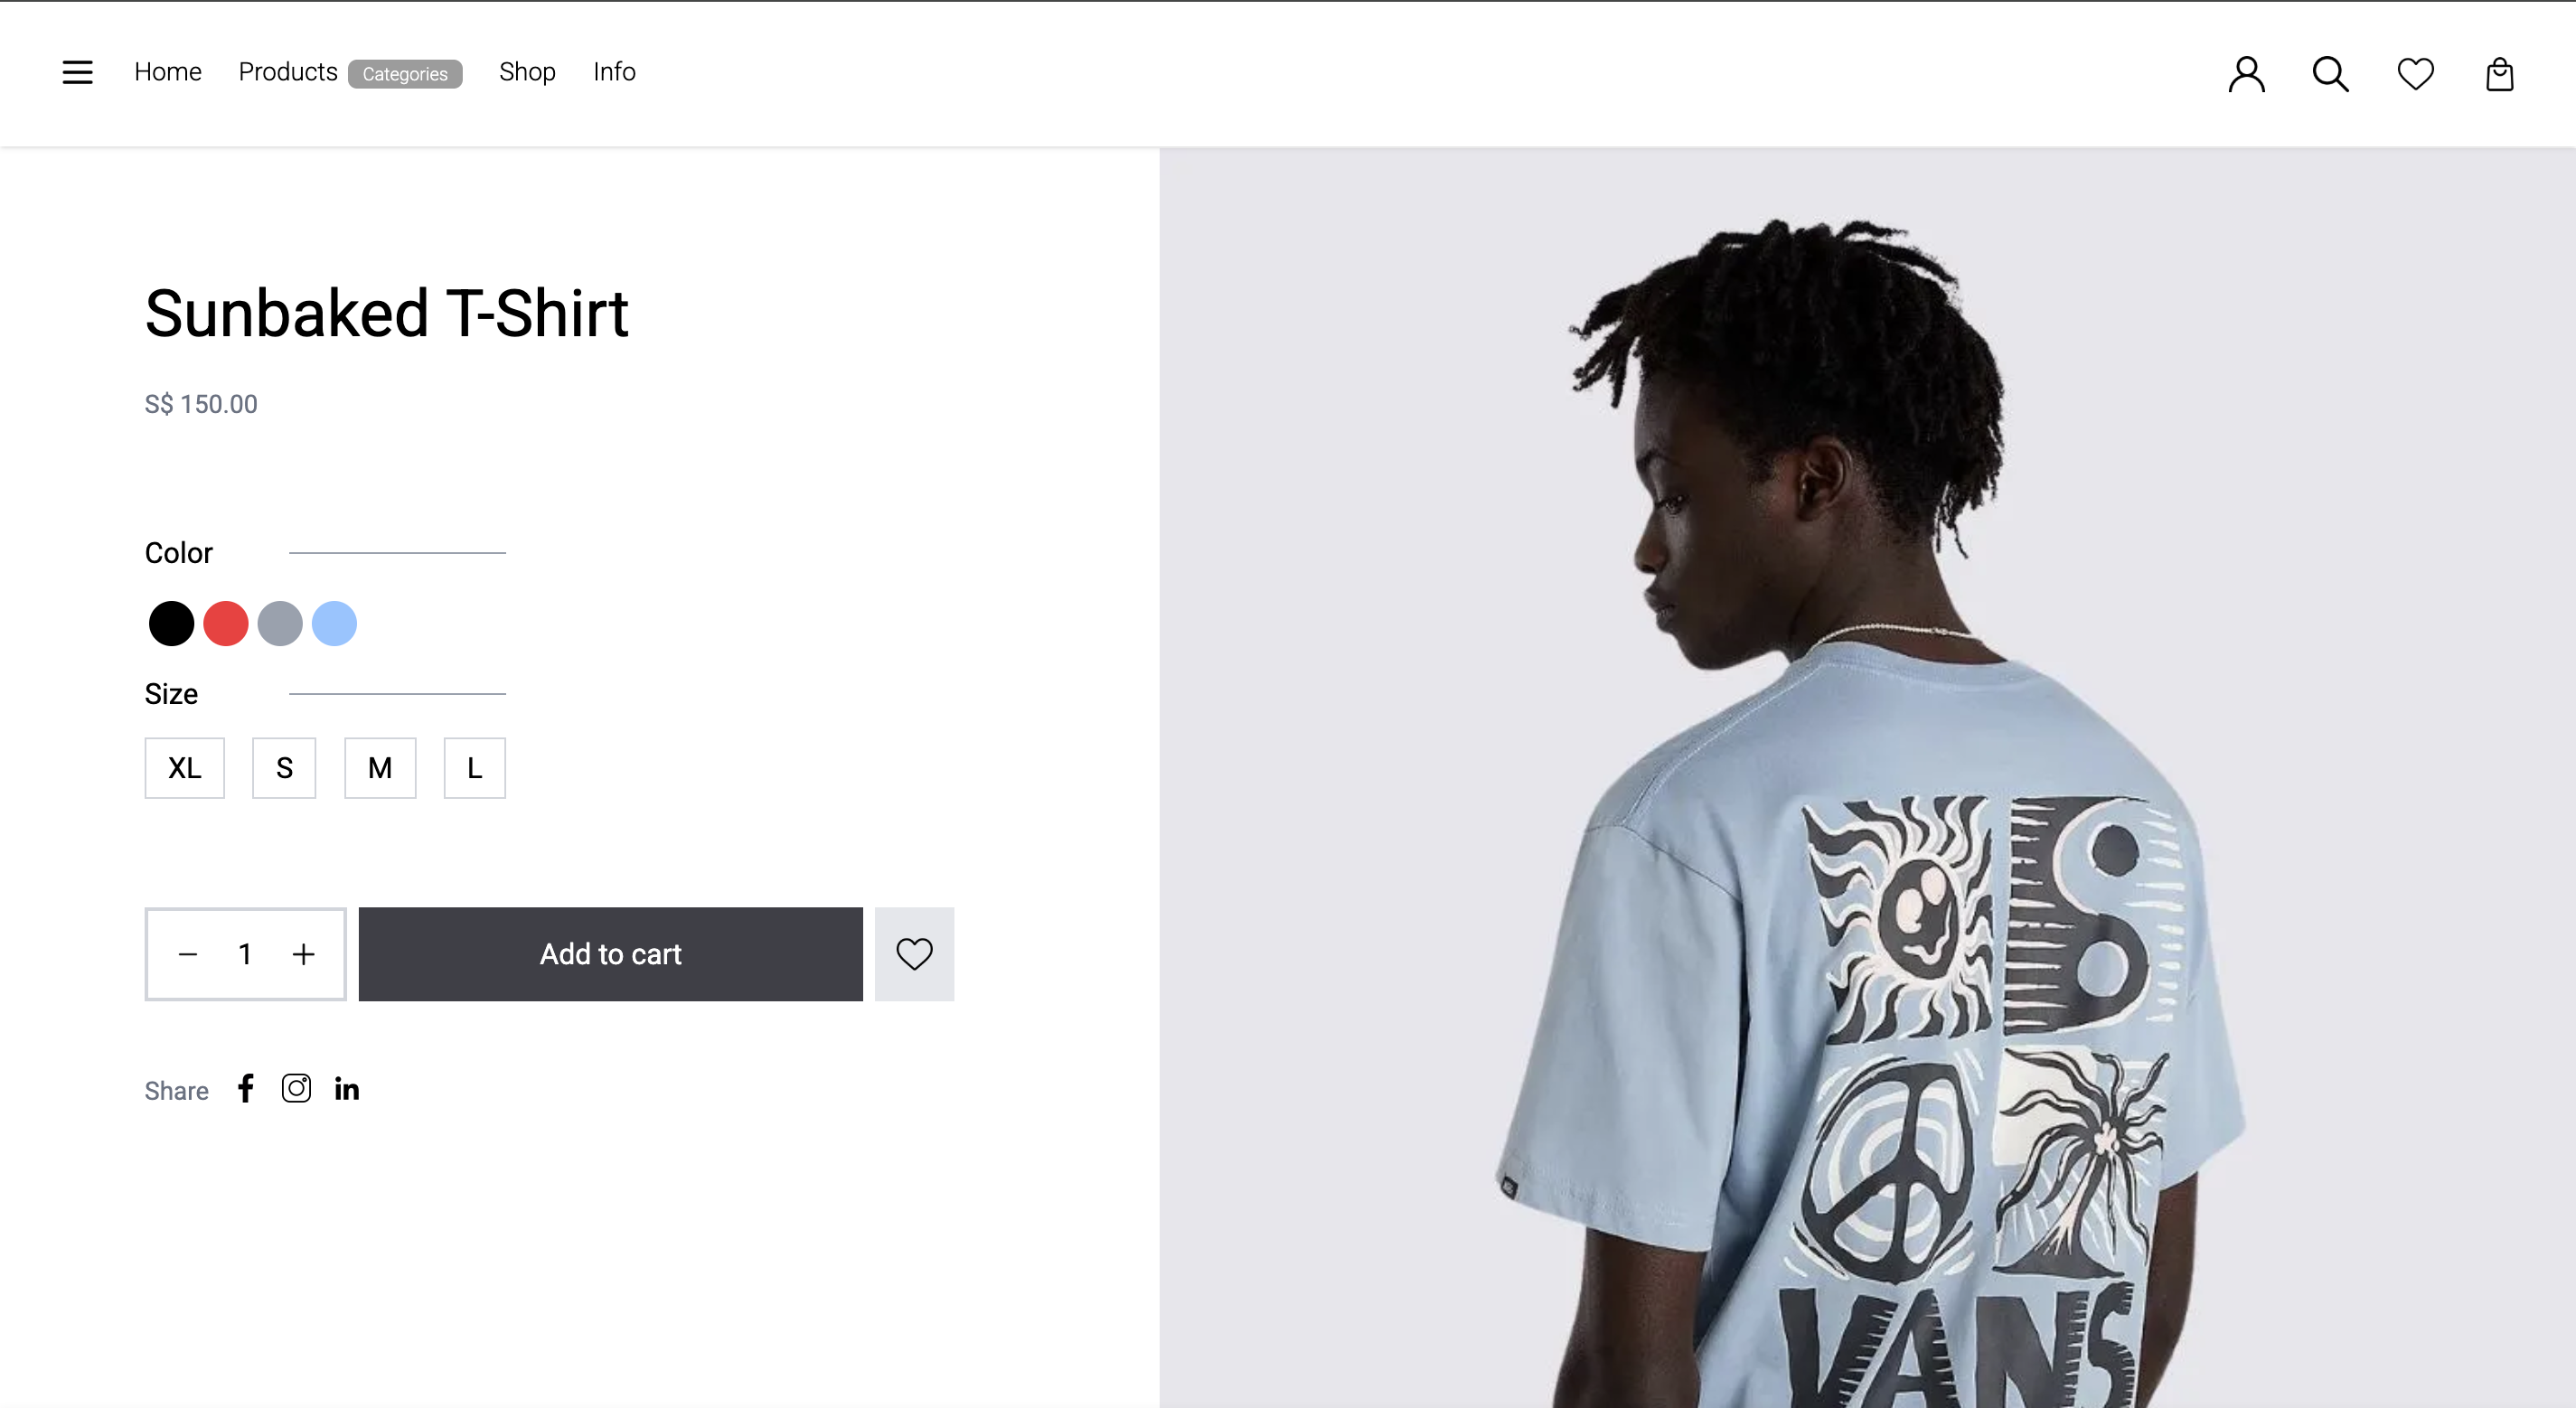 Home Products Categories Shop Info
Sunbaked T-Shirt
S$ 150.00
Color
Size
XL S M L
− 1 + Add to cart
Share
VANS